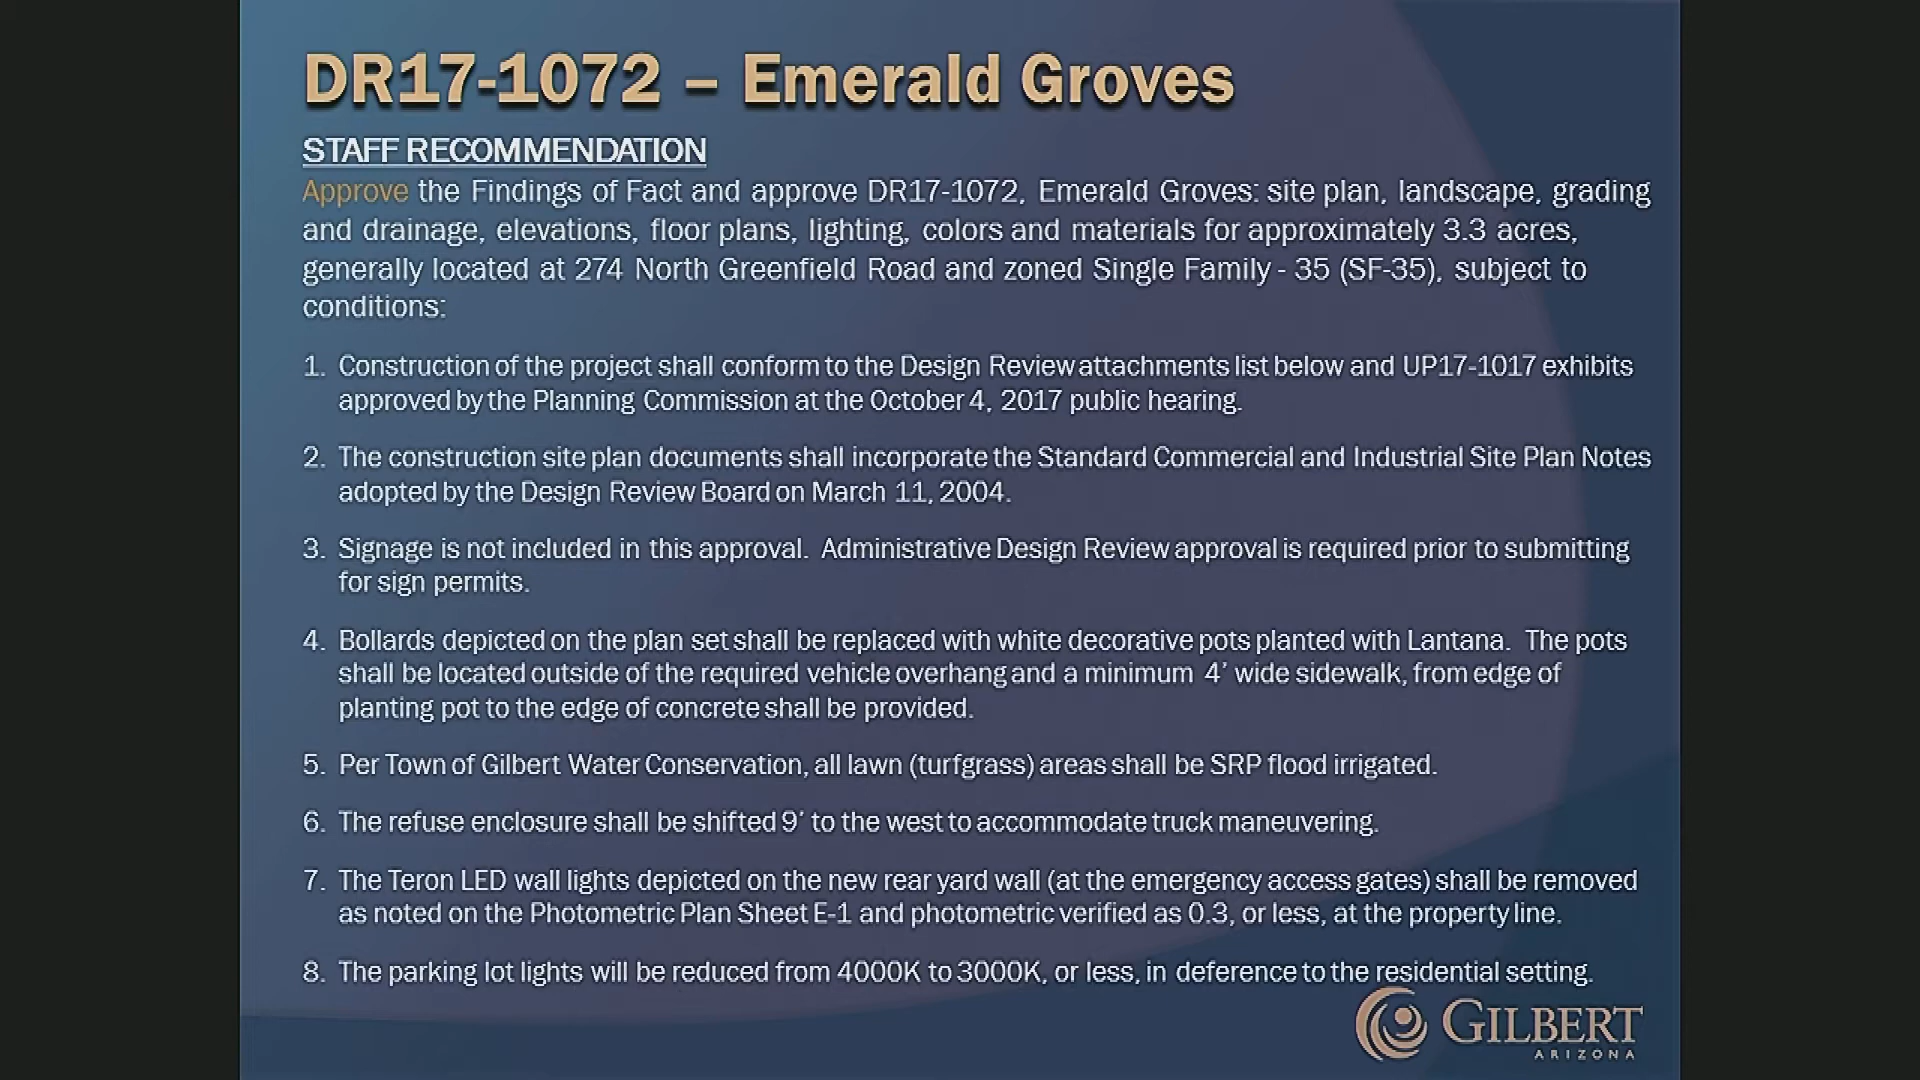 DR17-1072 – Emerald Groves
STAFF RECOMMENDATION
Approve the Findings of Fact and approve DR17-1072, Emerald Groves: site plan, landscape, grading
and drainage, elevations, floor plans, lighting, colors and materials for approximately 3.3 acres,
generally located at 274 North Greenfield Road and zoned Single Family - 35 (SF-35), subject to
conditions:
1. Construction of the project shall conform to the Design Review attachments list below and UP17-1017 exhibits
approved by the Planning Commission at the October 4, 2017 public hearing.
2. The construction site plan documents shall incorporate the Standard Commercial and Industrial Site Plan Notes
adopted by the Design Review Board on March 11, 2004.
3. Signage is not included in this approval. Administrative Design Review approval is required prior to submitting
for sign permits.
4. Bollards depicted on the plan set shall be replaced with white decorative pots planted with Lantana. The pots
shall be located outside of the required vehicle overhang and a minimum 4’ wide sidewalk, from edge of
planting pot to the edge of concrete shall be provided.
5. Per Town of Gilbert Water Conservation, all lawn (turfgrass) areas shall be SRP flood irrigated.
6. The refuse enclosure shall be shifted 9’ to the west to accommodate truck maneuvering.
7. The Teron LED wall lights depicted on the new rear yard wall (at the emergency access gates) shall be removed
as noted on the Photometric Plan Sheet E-1 and photometric verified as 0.3, or less, at the property line.
8. The parking lot lights will be reduced from 4000K to 3000K, or less, in deference to the residential setting.
GILBERT
ARIZONA